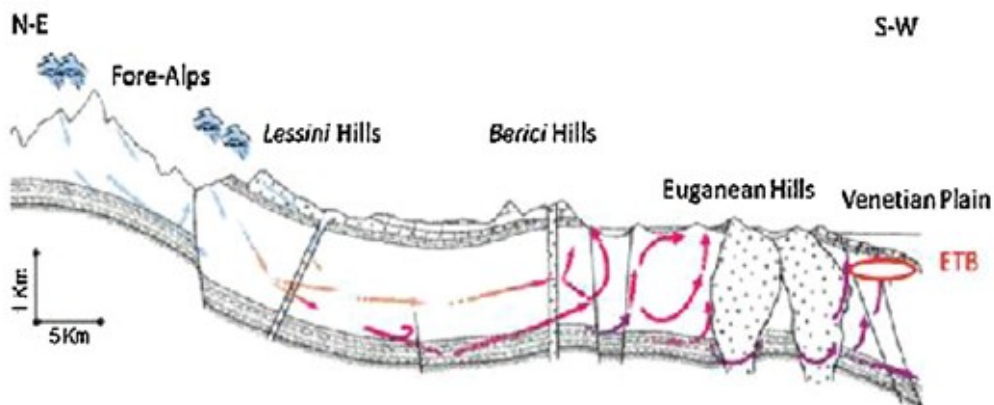 N-E
S-W
Fore-Alps
Lessini Hills
Berici Hills
Euganean Hills
Venetian Plain
ETB
1 Km
5Km